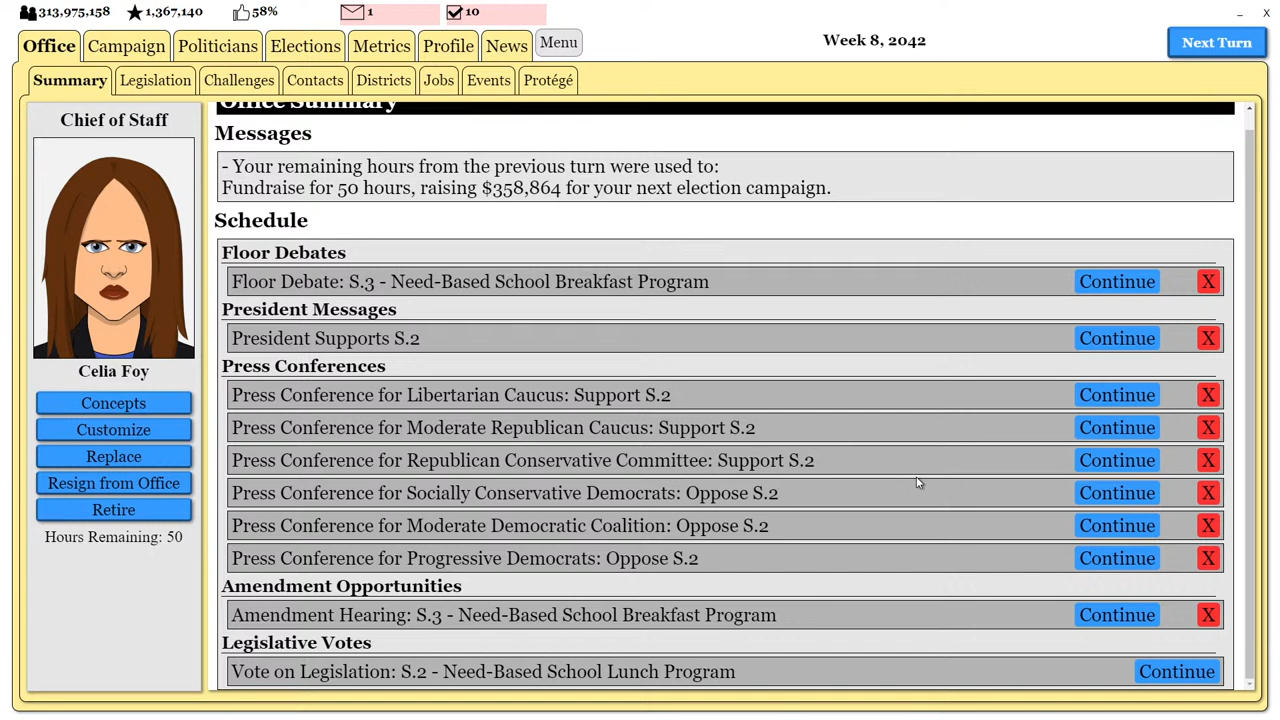 313,975,158 1,367,140 58% 1 10
Office Campaign Politicians Elections Metrics Profile News Menu Week 8, 2042 Next Turn
Summary Legislation Challenges Contacts Districts Jobs Events Protégé
Office Summary
Chief of Staff
Messages
- Your remaining hours from the previous turn were used to:
Fundraise for 50 hours, raising $358,864 for your next election campaign.
Schedule
Floor Debates
Floor Debate: S.3 - Need-Based School Breakfast Program Continue X
President Messages
President Supports S.2 Continue X
Press Conferences
Press Conference for Libertarian Caucus: Support S.2 Continue X
Press Conference for Moderate Republican Caucus: Support S.2 Continue X
Press Conference for Republican Conservative Committee: Support S.2 Continue X
Press Conference for Socially Conservative Democrats: Oppose S.2 Continue X
Press Conference for Moderate Democratic Coalition: Oppose S.2 Continue X
Press Conference for Progressive Democrats: Oppose S.2 Continue X
Amendment Opportunities
Amendment Hearing: S.3 - Need-Based School Breakfast Program Continue X
Legislative Votes
Vote on Legislation: S.2 - Need-Based School Lunch Program Continue
Celia Foy
Concepts
Customize
Replace
Resign from Office
Retire
Hours Remaining: 50